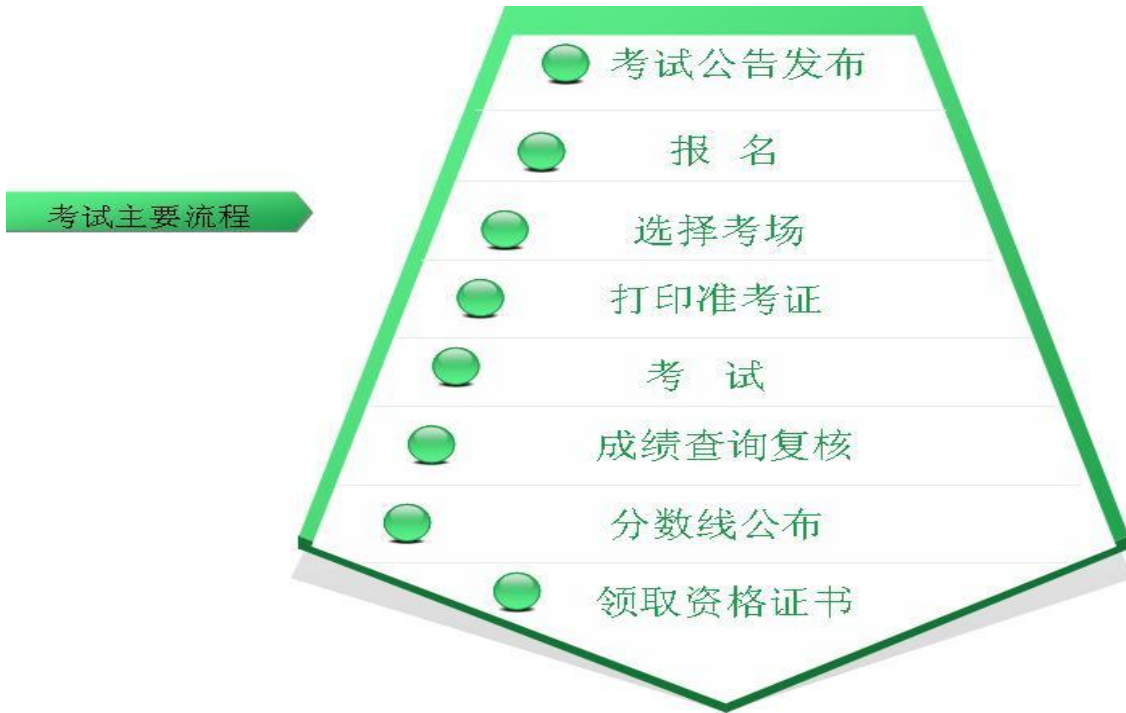 考试主要流程
考试公告发布
报 名
选择考场
打印准考证
考 试
成绩查询复核
分数线公布
领取资格证书